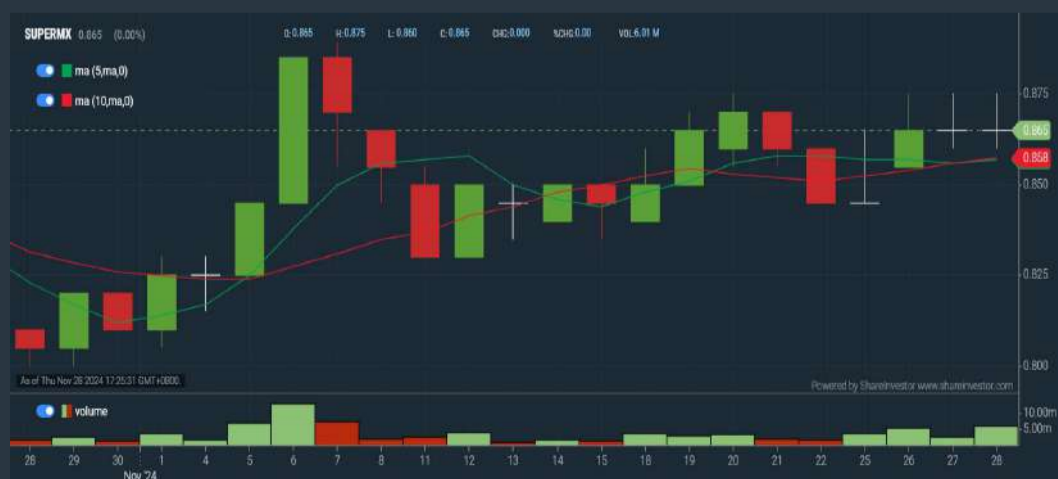 SUPERMX 0.865 (0.00%) O:0.865 H:0.875 L:0.860 C:0.865 CHG:0.000 %CHG:0.00 VOL:6.01 M
ma (5,ma,0)
ma (10,ma,0)
0.875
0.865
0.858
0.850
0.825
0.800
As of Thu Nov 28 2024 17:25:31 GMT+0800.
Powered by ShareInvestor www.shareinvestor.com
volume
10.00m
5.00m
28 29 30 1 4 5 6 7 8 11 12 13 14 15 18 19 20 21 22 25 26 27 28
Nov '24